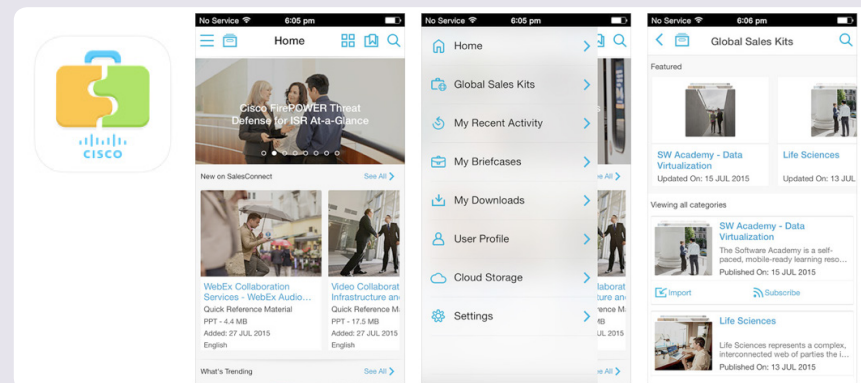 CISCO
No Service 6:05 pm
Home
Cisco FirePOWER Threat
Defense for ISR At-a-Glance
New on SalesConnect See All
WebEx Collaboration
Services - WebEx Audio...
Quick Reference Material
PPT - 4.4 MB
Added: 27 JUL 2015
English
Video Collaborat
Infrastructure an
Quick Reference M
PPT - 17.5 MB
Added: 27 JUL 2015
English
What's Trending See All
No Service 6:05 pm
Home
Global Sales Kits
My Recent Activity
My Briefcases
My Downloads
User Profile
Cloud Storage
Settings
No Service 6:06 pm
Global Sales Kits
Featured
SW Academy - Data
Virtualization
Updated On: 15 JUL 2015
Life Sciences
Updated On: 13 JUL
Viewing all categories
SW Academy - Data
Virtualization
The Software Academy is a self-
paced, mobile-ready learning reso...
Published On: 15 JUL 2015
Import Subscribe
Life Sciences
Life Sciences represents a complex,
interconnected web of parties the i...
Published On: 13 JUL 2015